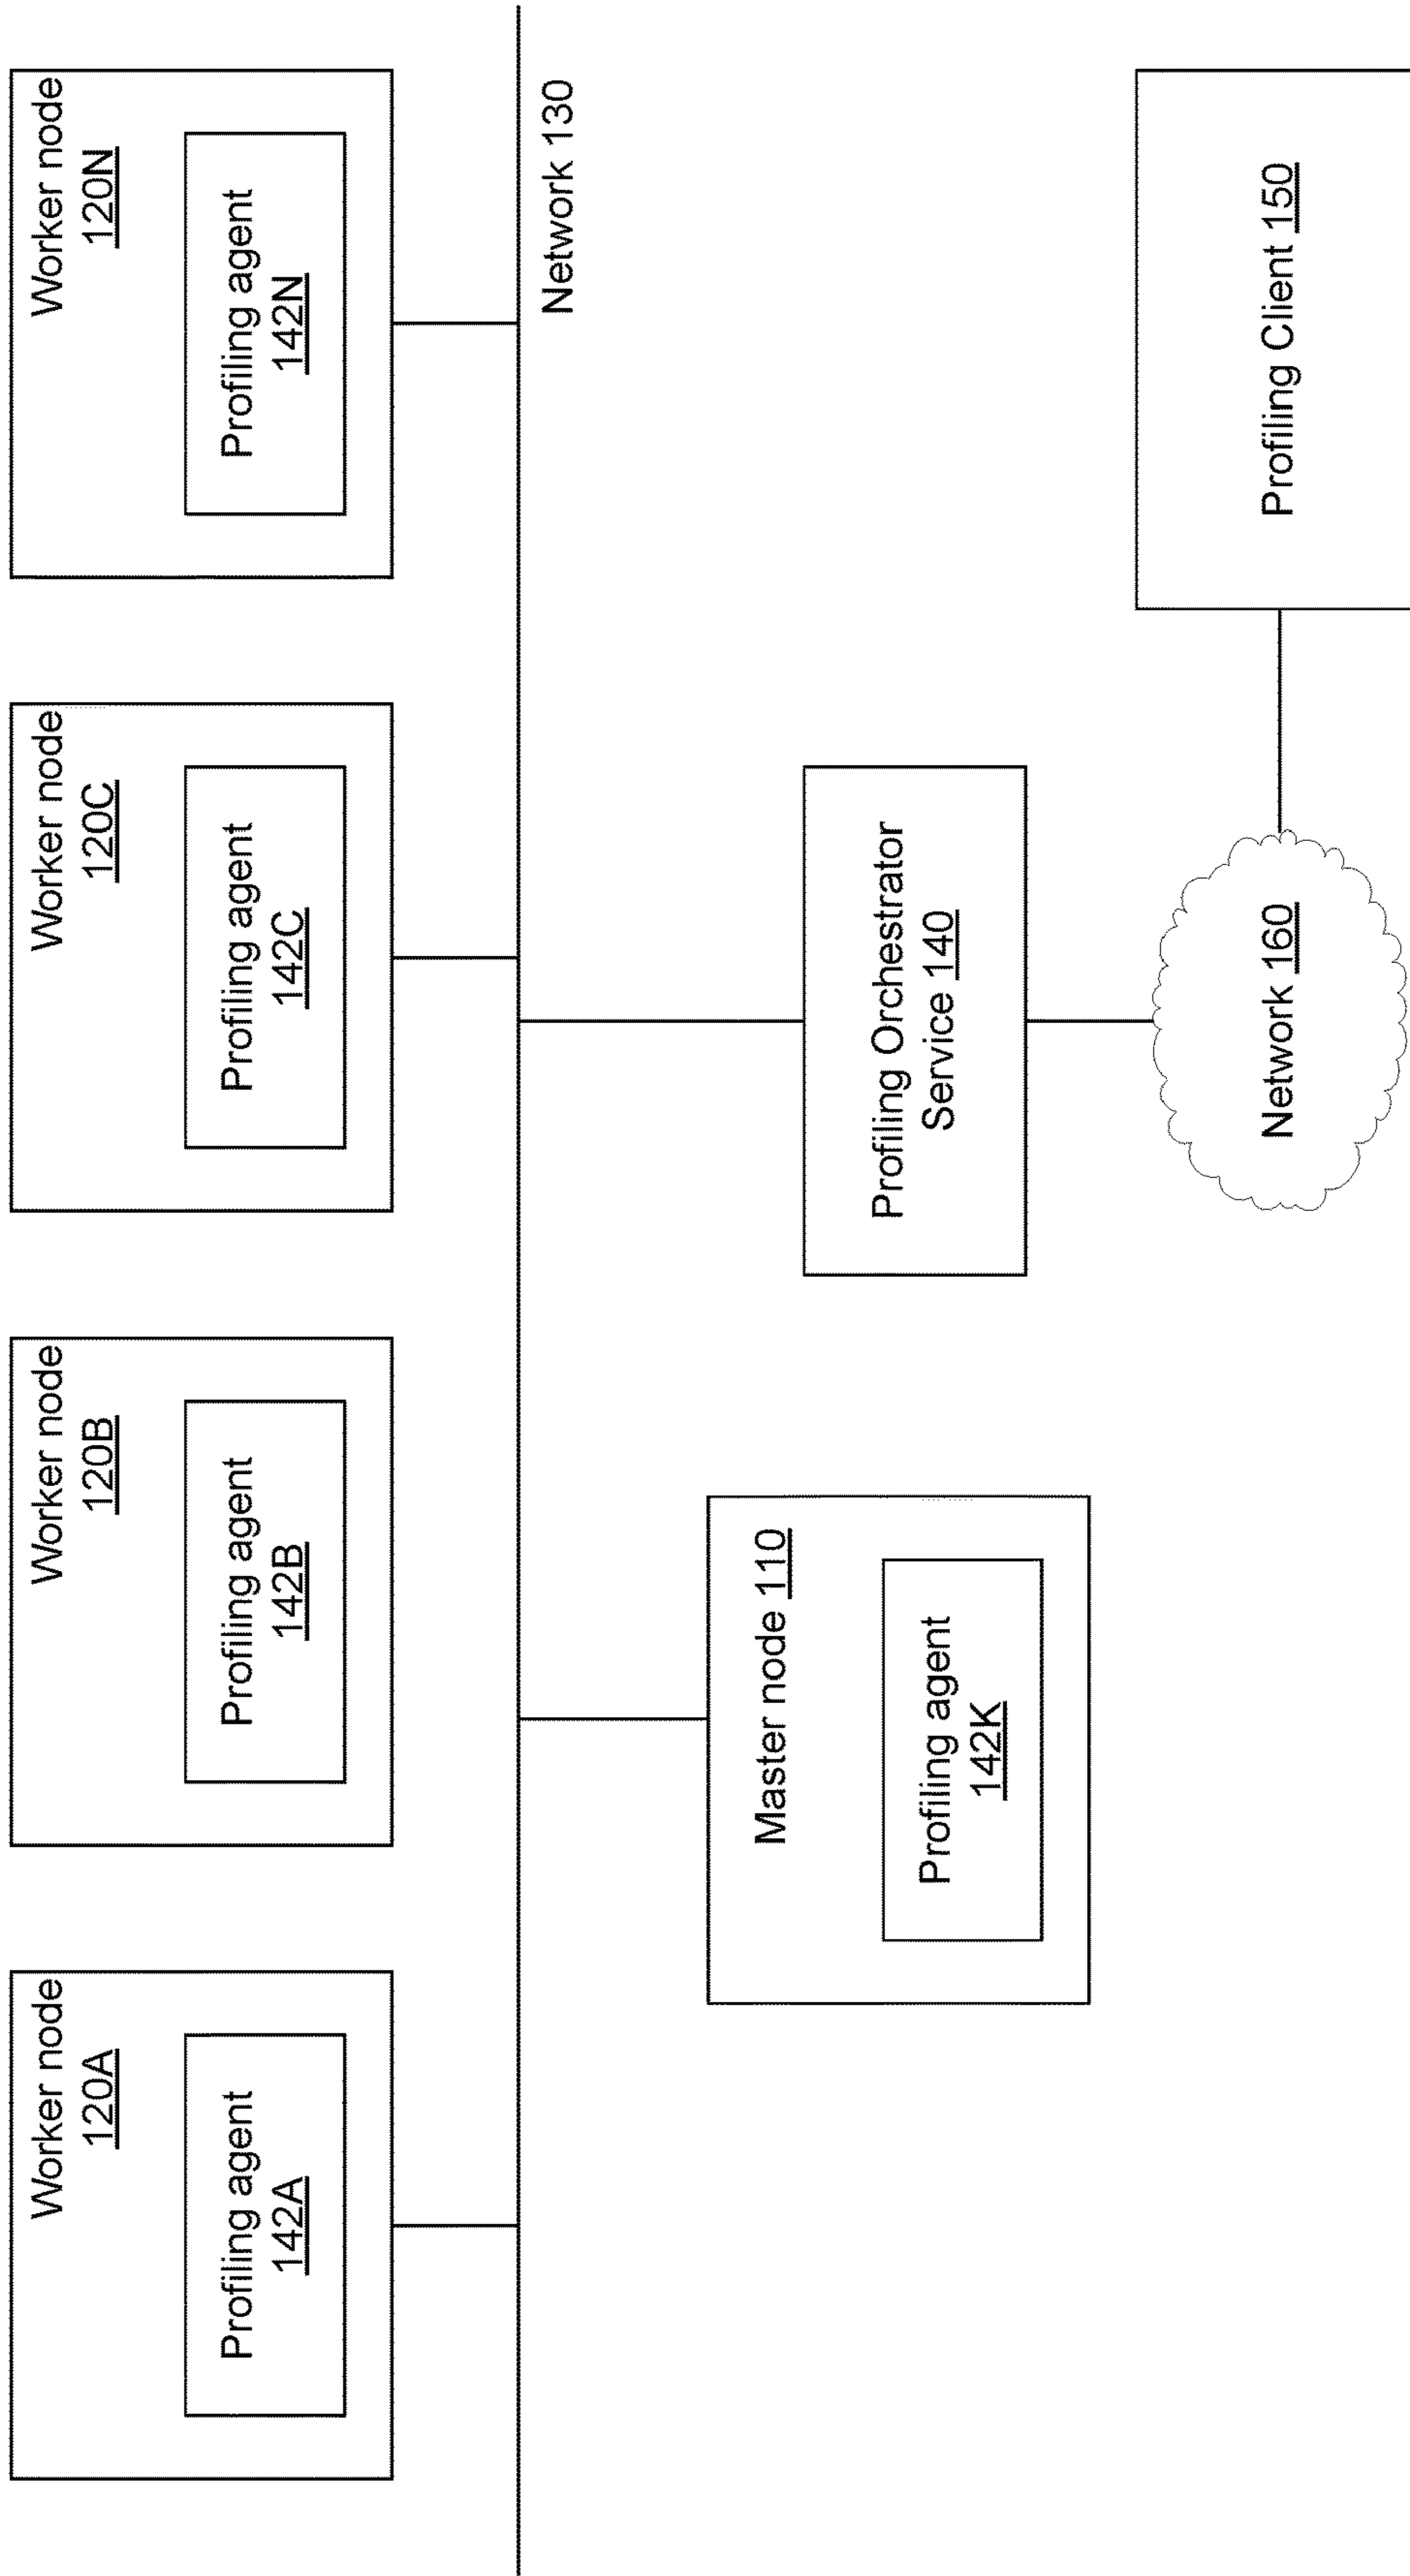 Worker node
120A
Profiling agent
142A
Worker node
120B
Profiling agent
142B
Worker node
120C
Profiling agent
142C
Worker node
120N
Profiling agent
142N
Network 130
Master node 110
Profiling agent
142K
Profiling Orchestrator
Service 140
Network 160
Profiling Client 150